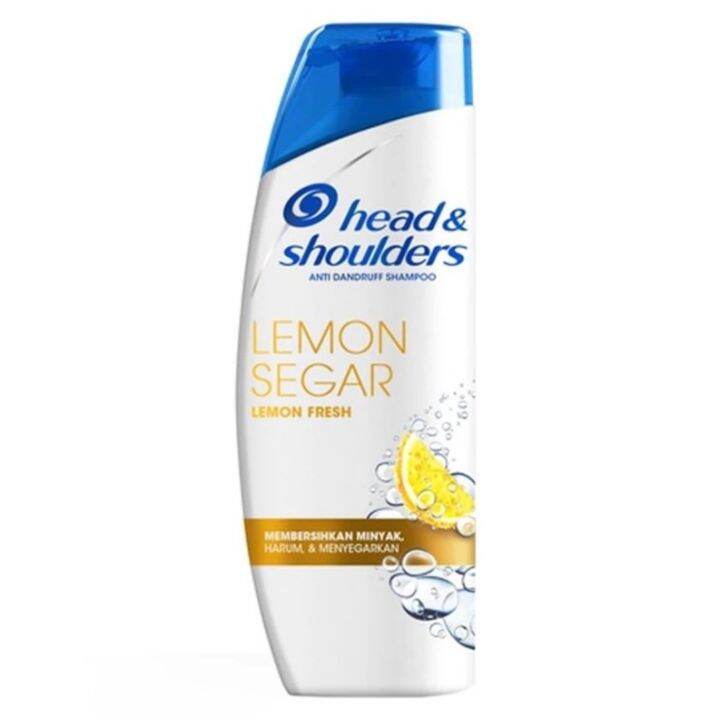 head &
shoulders
ANTI DANDRUFF SHAMPOO
LEMON
SEGAR
LEMON FRESH
MEMBERSIHKAN MINYAK,
HARUM, & MENYEGARKAN